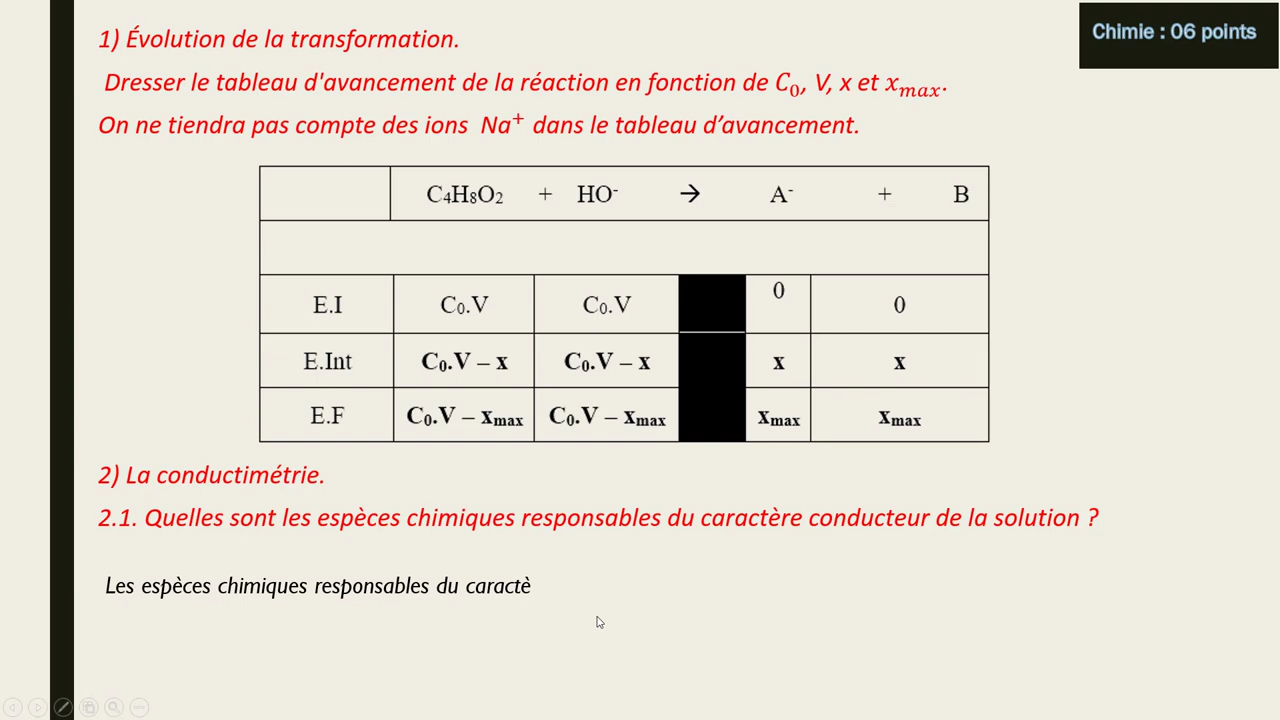 Chimie : 06 points
1) Évolution de la transformation.
Dresser le tableau d'avancement de la réaction en fonction de C₀, V, x et xₘₐₓ.
On ne tiendra pas compte des ions Na⁺ dans le tableau d’avancement.
C₄H₈O₂ + HO⁻ → A⁻ + B
E.I C₀.V C₀.V 0 0
E.Int C₀.V – x C₀.V – x x x
E.F C₀.V – xₘₐₓ C₀.V – xₘₐₓ xₘₐₓ xₘₐₓ
2) La conductimétrie.
2.1. Quelles sont les espèces chimiques responsables du caractère conducteur de la solution ?
Les espèces chimiques responsables du caractè